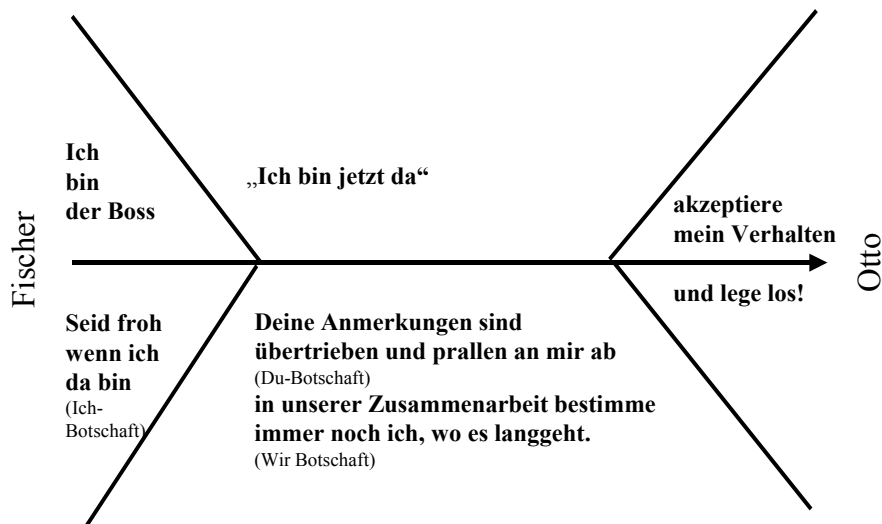 Fischer
Ich
bin
der Boss
„Ich bin jetzt da“
akzeptiere
mein Verhalten
Otto
und lege los!
Seid froh
wenn ich
da bin
(Ich-
Botschaft)
Deine Anmerkungen sind
übertrieben und prallen an mir ab
(Du-Botschaft)
in unserer Zusammenarbeit bestimme
immer noch ich, wo es langgeht.
(Wir Botschaft)